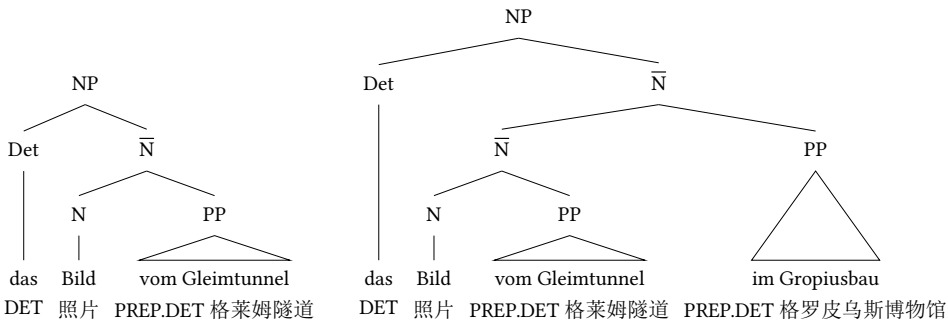 NP
NP
Det
N̅
Det
N̅
N̅
PP
N
PP
N
PP
das Bild vom Gleimtunnel
das Bild vom Gleimtunnel im Gropiusbau
DET 照片 PREP.DET 格莱姆隧道
DET 照片 PREP.DET 格莱姆隧道 PREP.DET 格罗皮乌斯博物馆